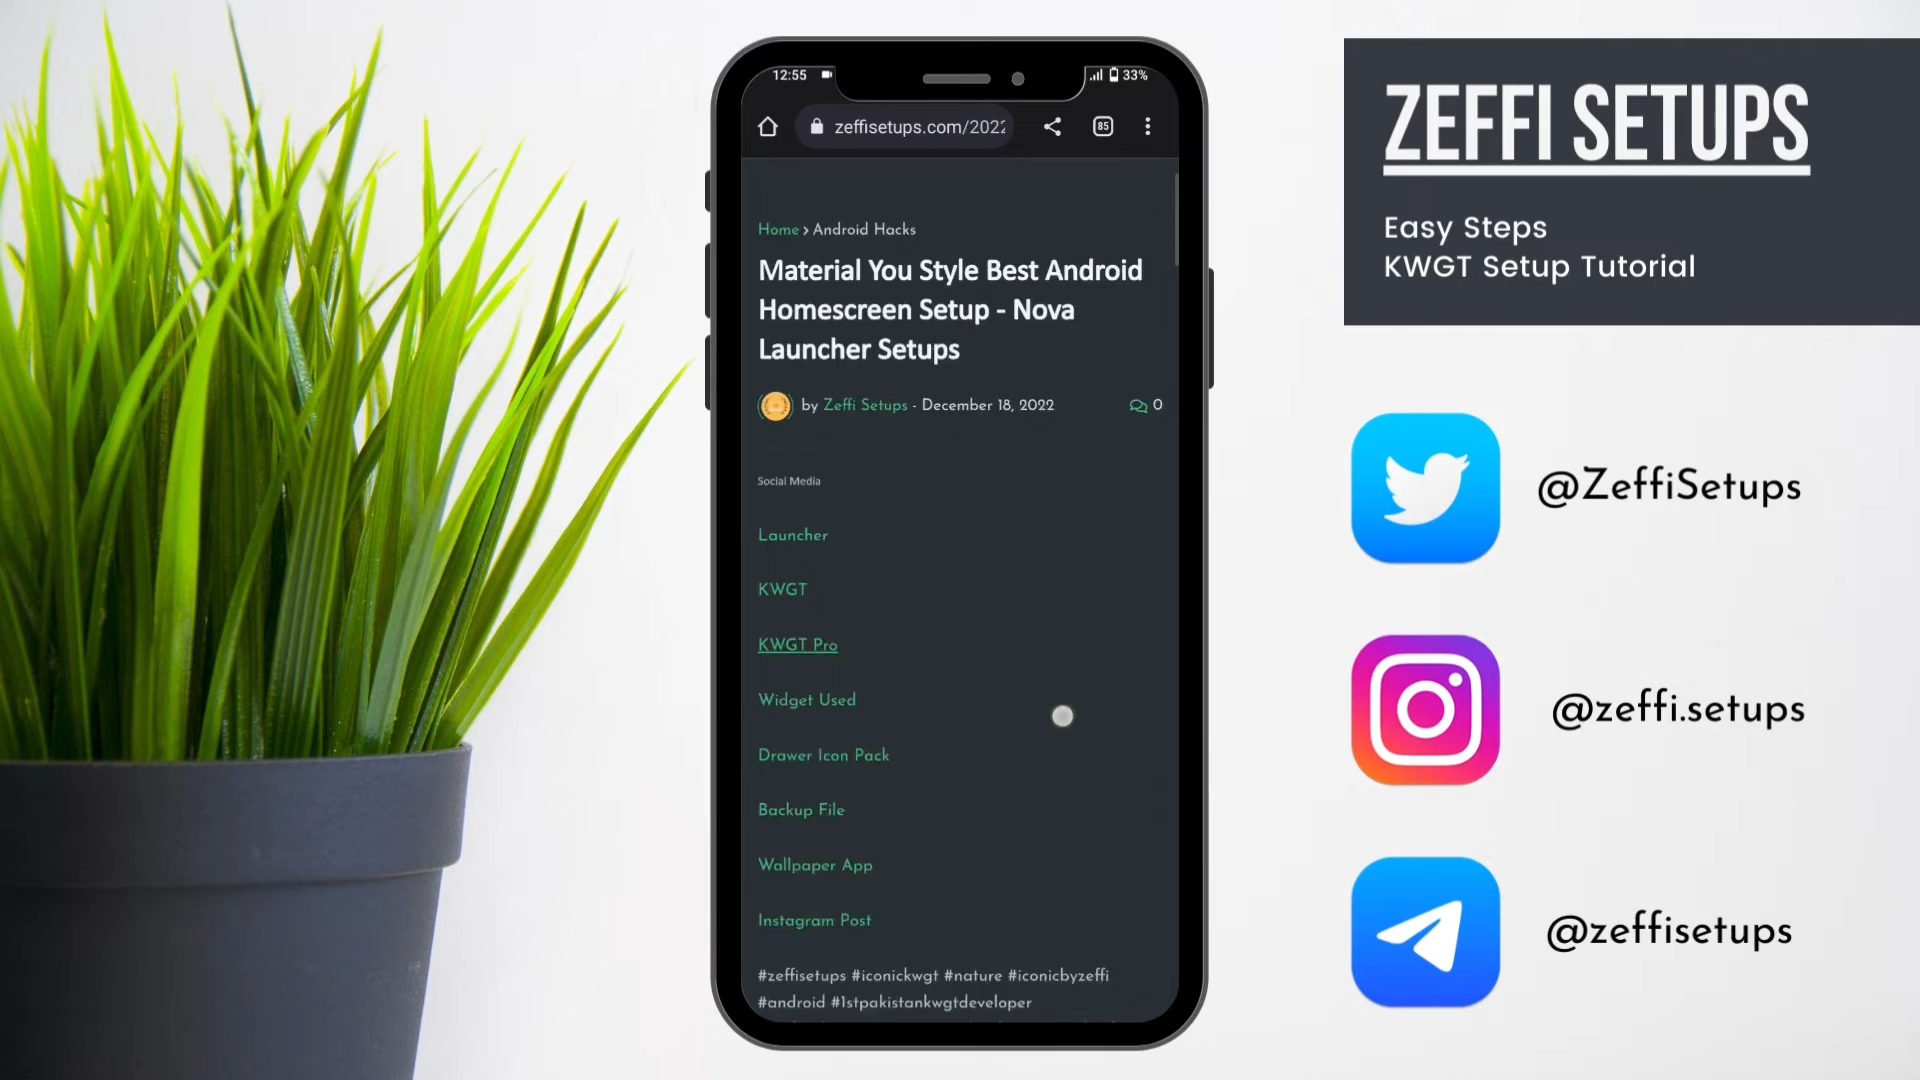 12:55
33%
zeffisetups.com/2022
85
Home > Android Hacks
Material You Style Best Android
Homescreen Setup - Nova
Launcher Setups
by Zeffi Setups - December 18, 2022
0
Social Media
Launcher
KWGT
KWGT Pro
Widget Used
Drawer Icon Pack
Backup File
Wallpaper App
Instagram Post
#zeffisetups #iconickwgt #nature #iconicbyzeffi
#android #1stpakistankwgtdeveloper
ZEFFI SETUPS
Easy Steps
KWGT Setup Tutorial
@ZeffiSetups
@zeffi.setups
@zeffisetups